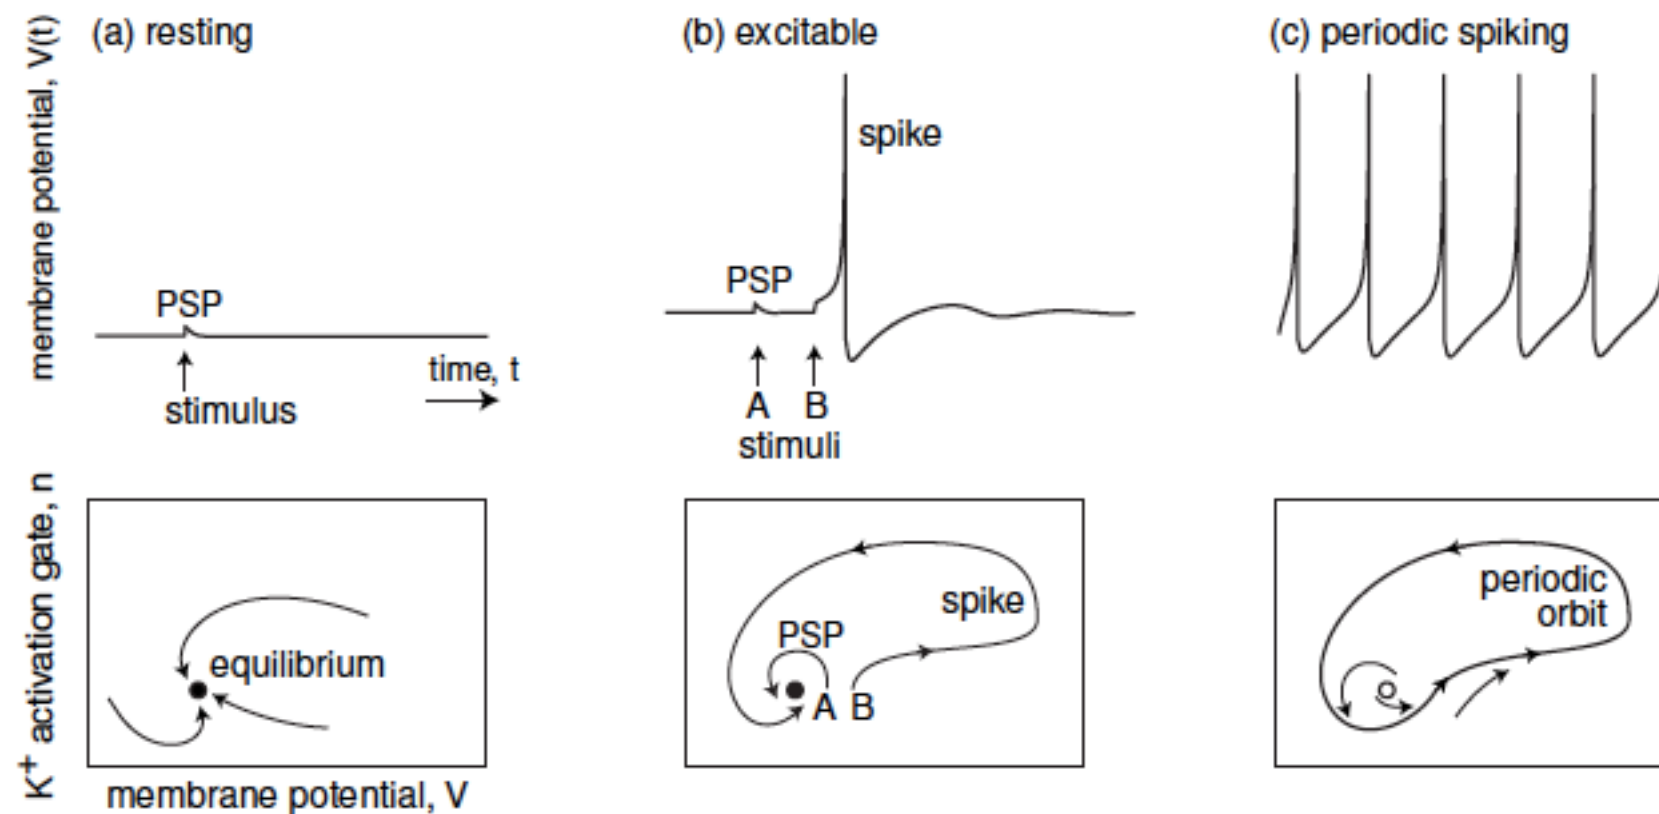 (a) resting
(b) excitable
(c) periodic spiking
membrane potential, V(t)
PSP
stimulus
time, t
PSP
spike
A B
stimuli
K+ activation gate, n
equilibrium
membrane potential, V
PSP
spike
A B
periodic
orbit